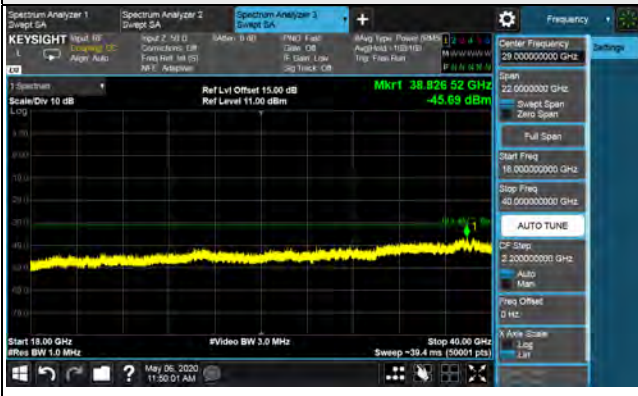 Spectrum Analyzer 1
Swept SA
Spectrum Analyzer 2
Swept SA
Spectrum Analyzer 3
Swept SA
+
Frequency
KEYSIGHT Input: RF
Coupling: DC
Align: Auto
Input Z: 50 Ω
Corrections: Off
Freq Ref: Int (S)
NFE: Adaptive
PNO: Fast
Gate: Off
IF Gain: Low
Sig Track: Off
Avg Type: Power (RMS)
Trig: Free Run
1 Spectrum
Scale/Div 10 dB
Log
Ref Lvl Offset 15.00 dB
Ref Level 11.00 dBm
Mkr1 38.826 52 GHz
-45.69 dBm
1
Start 18.00 GHz
#Res BW 1.0 MHz
#Video BW 3.0 MHz
Stop 40.00 GHz
Sweep ~39.4 ms (50001 pts)
May 06, 2020
11:50:01 AM
?
Center Frequency
29.000000000 GHz
Settings
Span
22.0000000 GHz
Swept Span
Zero Span
Full Span
Start Freq
18.000000000 GHz
Stop Freq
40.000000000 GHz
AUTO TUNE
CF Step
2.200000000 GHz
Auto
Man
Freq Offset
0 Hz
X Axis Scale
Log
Lin